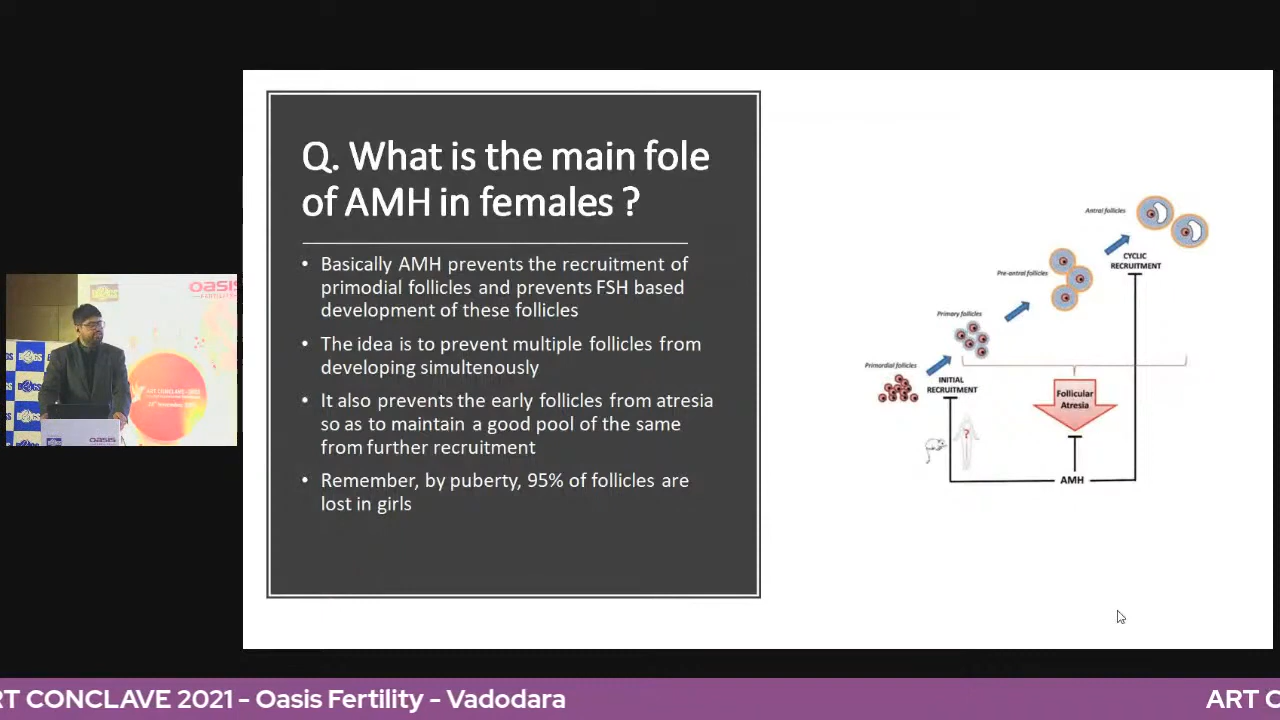 Q. What is the main fole
of AMH in females ?
• Basically AMH prevents the recruitment of
primodial follicles and prevents FSH based
development of these follicles
• The idea is to prevent multiple follicles from
developing simultenously
• It also prevents the early follicles from atresia
so as to maintain a good pool of the same
from further recruitment
• Remember, by puberty, 95% of follicles are
lost in girls
Antral follicles
CYCLIC
RECRUITMENT
Pre-antral follicles
Primary follicles
Primordial follicles
INITIAL
RECRUITMENT
Follicular
Atresia
?
AMH
oasis
FERTILITY
oasis
RT CONCLAVE 2021 - Oasis Fertility - Vadodara
ART C